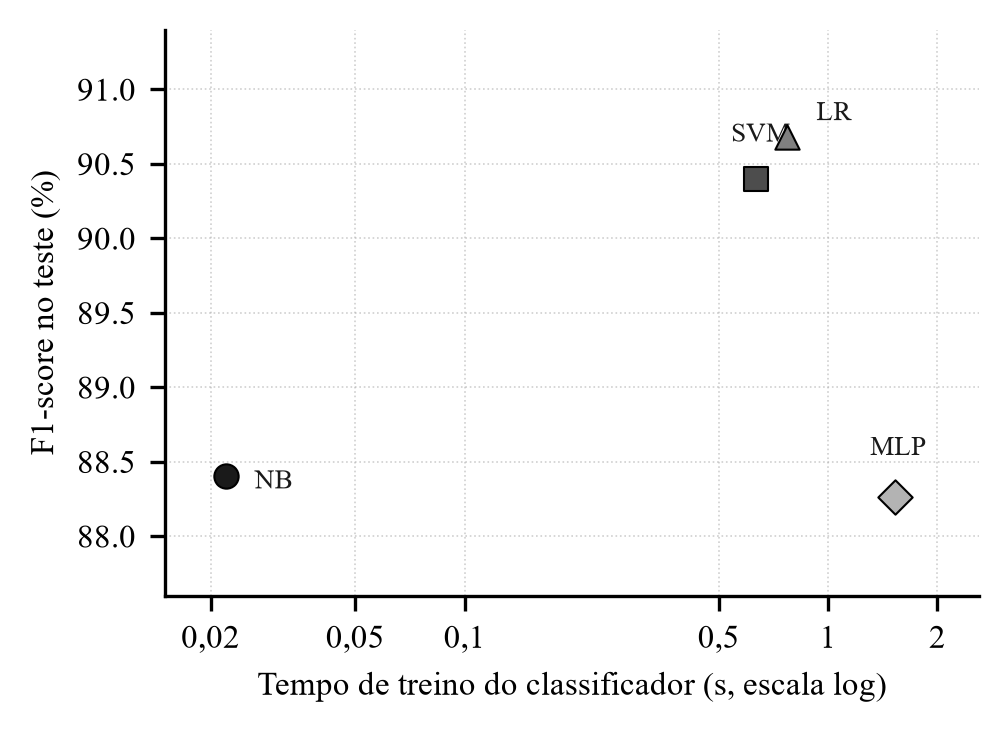 91.0
90.5
90.0
89.5
89.0
88.5
88.0
F1-score no teste (%)
LR
SVM
MLP
NB
0,02 0,05 0,1 0,5 1 2
Tempo de treino do classificador (s, escala log)